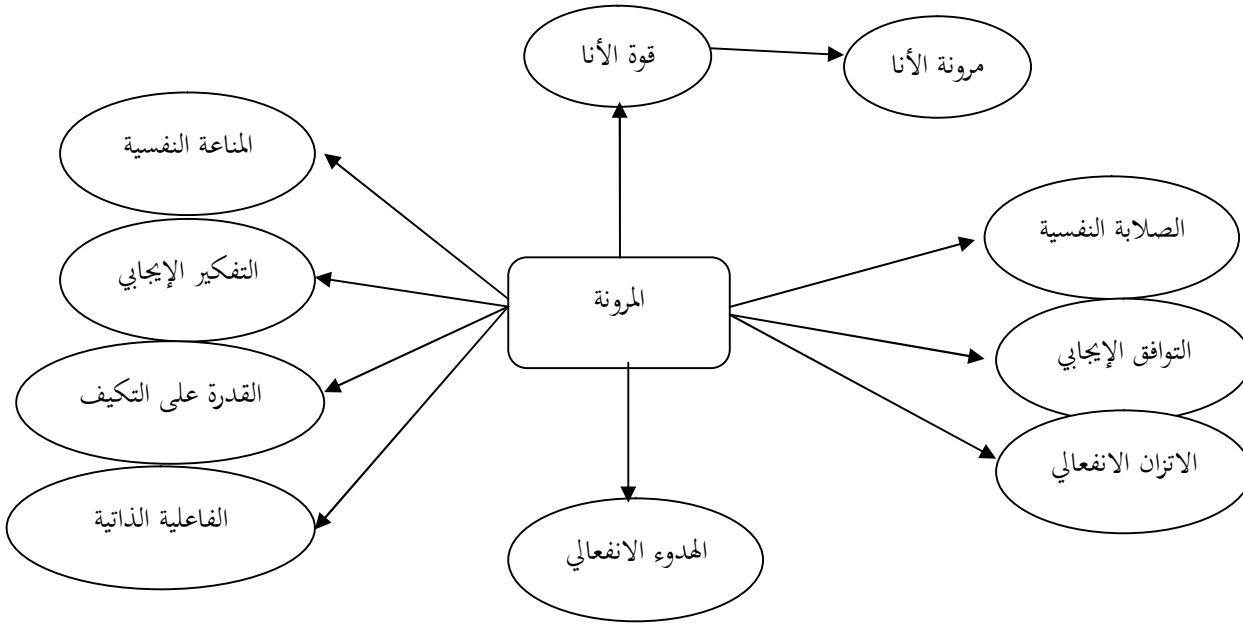 قوة الأنا
مرونة الأنا
المناعة النفسية
الصلابة النفسية
التفكير الإيجابي
المرونة
التوافق الإيجابي
القدرة على التكيف
الاتزان الانفعالي
الفاعلية الذاتية
الهدوء الانفعالي